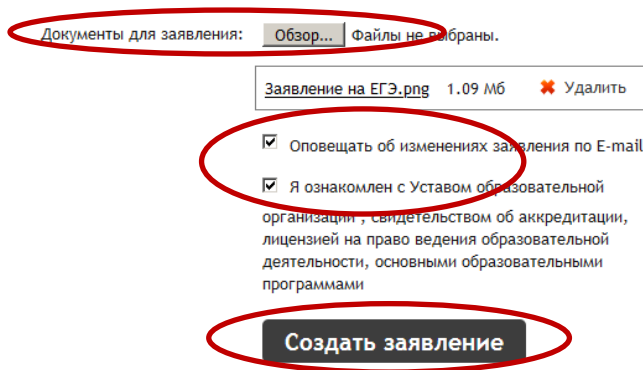 Документы для заявления: Обзор... Файлы не выбраны.
Заявление на ЕГЭ.png 1.09 Мб Удалить
Оповещать об изменениях заявления по E-mail
Я ознакомлен с Уставом образовательной
организации , свидетельством об аккредитации,
лицензией на право ведения образовательной
деятельности, основными образовательными
программами
Создать заявление